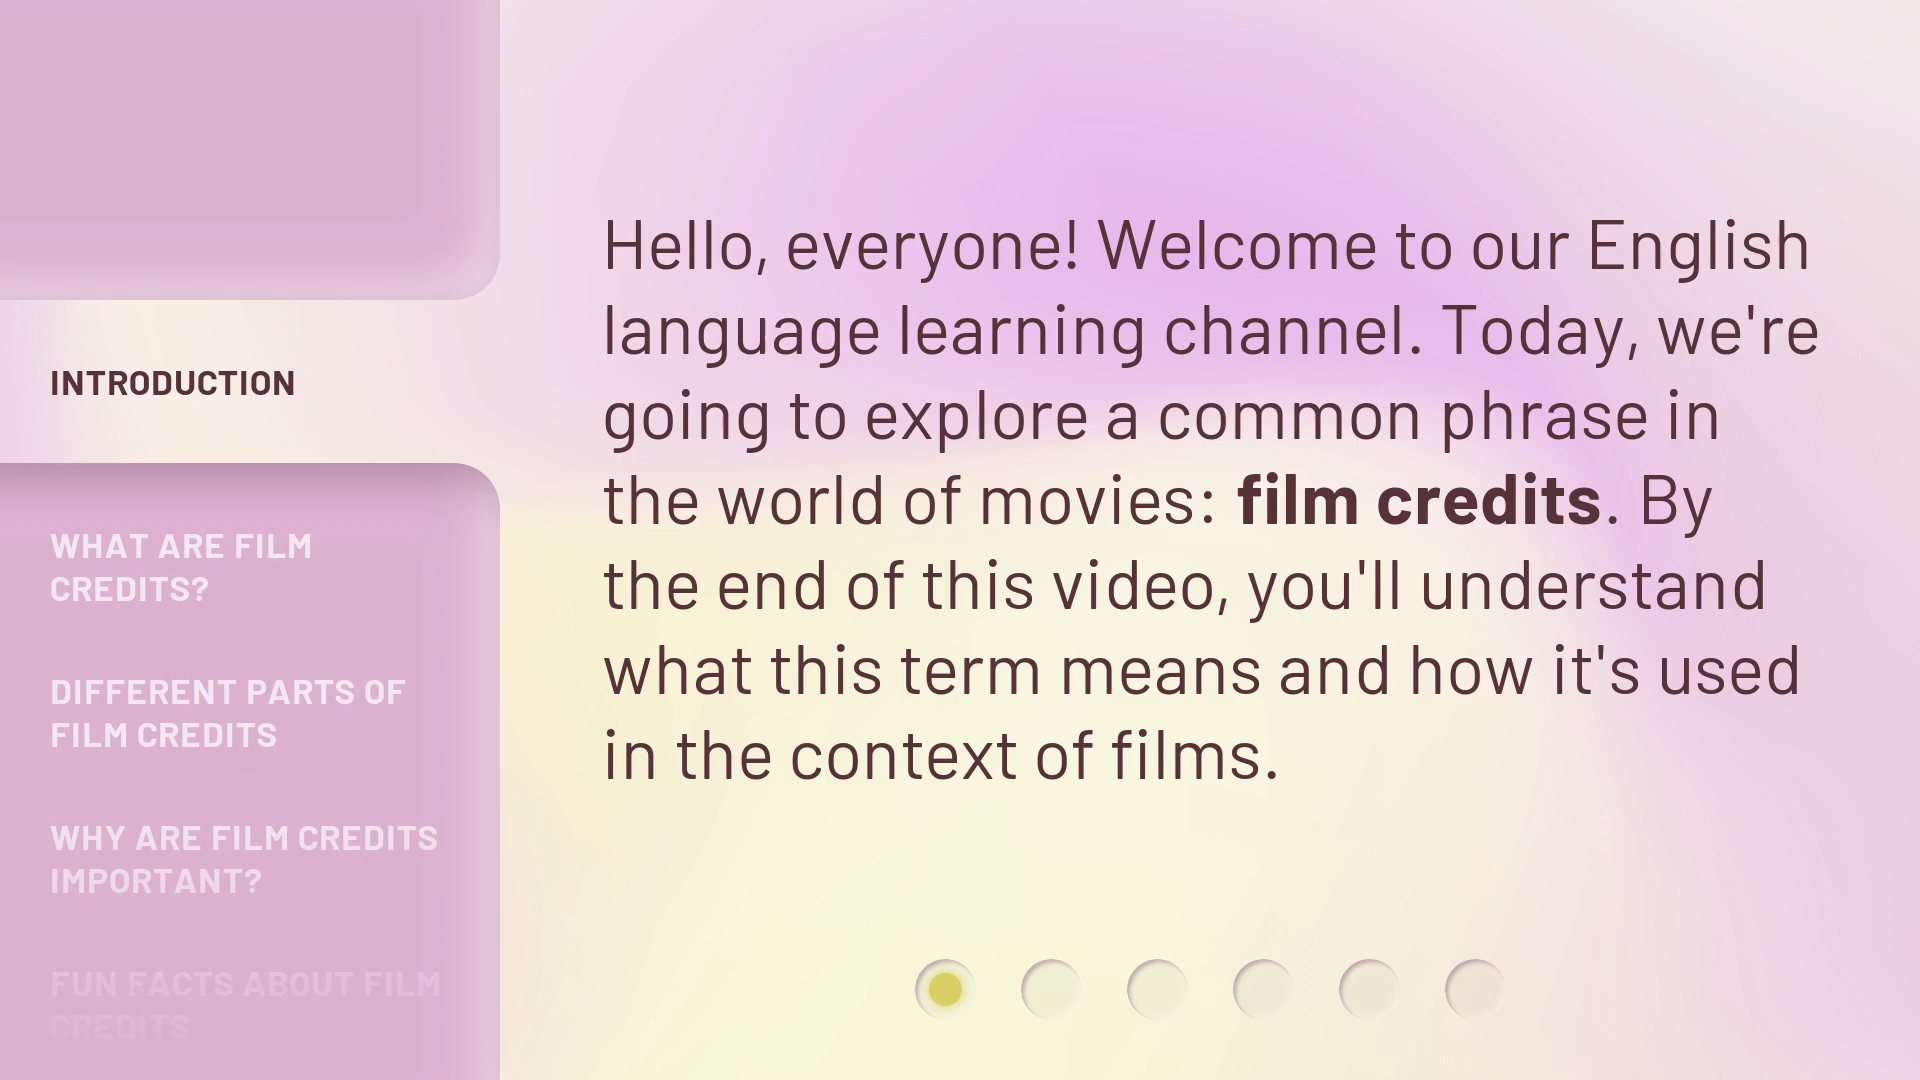 INTRODUCTION
WHAT ARE FILM
CREDITS?
DIFFERENT PARTS OF
FILM CREDITS
WHY ARE FILM CREDITS
IMPORTANT?
FUN FACTS ABOUT FILM
CREDITS
Hello, everyone! Welcome to our English
language learning channel. Today, we're
going to explore a common phrase in
the world of movies: film credits. By
the end of this video, you'll understand
what this term means and how it's used
in the context of films.